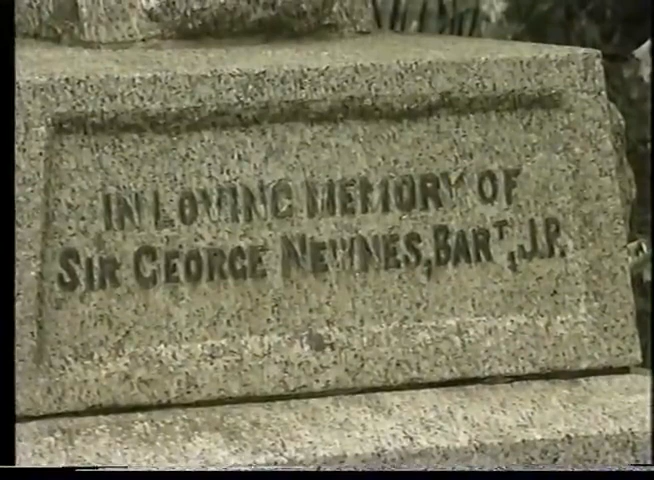 IN LOVING MEMORY OF
SIR GEORGE NEWNES, BART, J.P.